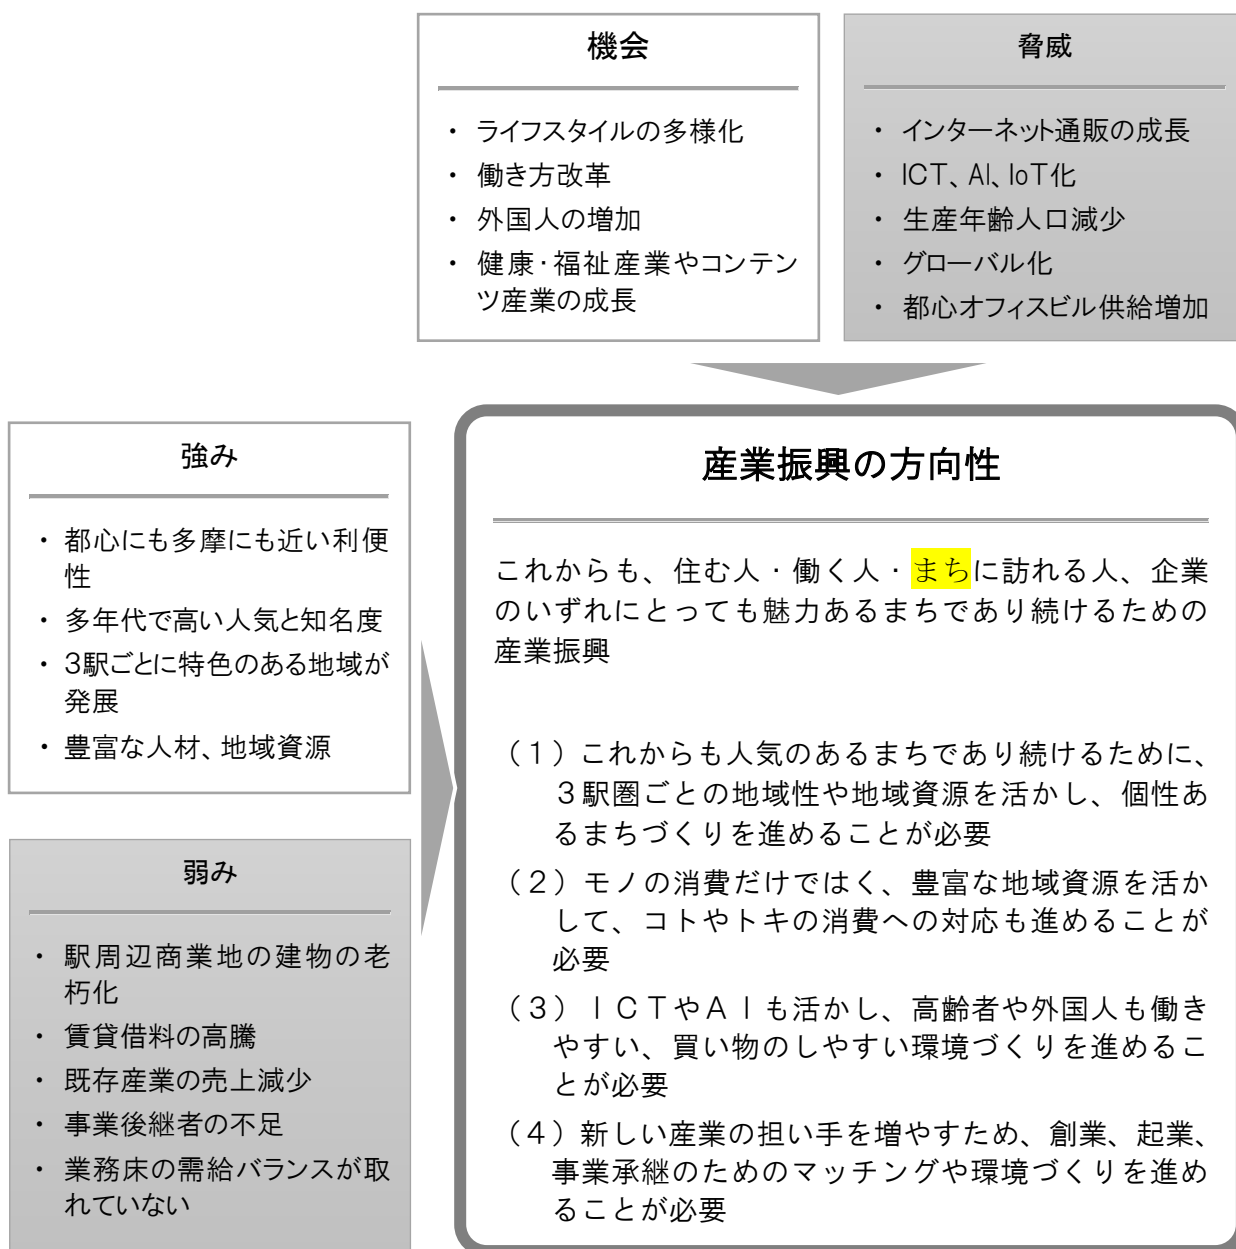 機会
・ ライフスタイルの多様化
・ 働き方改革
・ 外国人の増加
・ 健康・福祉産業やコンテン
ツ産業の成長
脅威
・ インターネット通販の成長
・ ICT、AI、IoT化
・ 生産年齢人口減少
・ グローバル化
・ 都心オフィスビル供給増加
強み
・ 都心にも多摩にも近い利便
性
・ 多年代で高い人気と知名度
・ 3駅ごとに特色のある地域が
発展
・ 豊富な人材、地域資源
弱み
・ 駅周辺商業地の建物の老
朽化
・ 賃貸借料の高騰
・ 既存産業の売上減少
・ 事業後継者の不足
・ 業務床の需給バランスが取
れていない
産業振興の方向性
これからも、住む人・働く人・まちに訪れる人、企業
のいずれにとっても魅力あるまちであり続けるための
産業振興
（１）これからも人気のあるまちであり続けるために、
３駅圏ごとの地域性や地域資源を活かし、個性あ
るまちづくりを進めることが必要
（２）モノの消費だけではく、豊富な地域資源を活か
して、コトやトキの消費への対応も進めることが
必要
（３）ＩＣＴやＡＩも活かし、高齢者や外国人も働き
やすい、買い物のしやすい環境づくりを進めるこ
とが必要
（４）新しい産業の担い手を増やすため、創業、起業、
事業承継のためのマッチングや環境づくりを進め
ることが必要